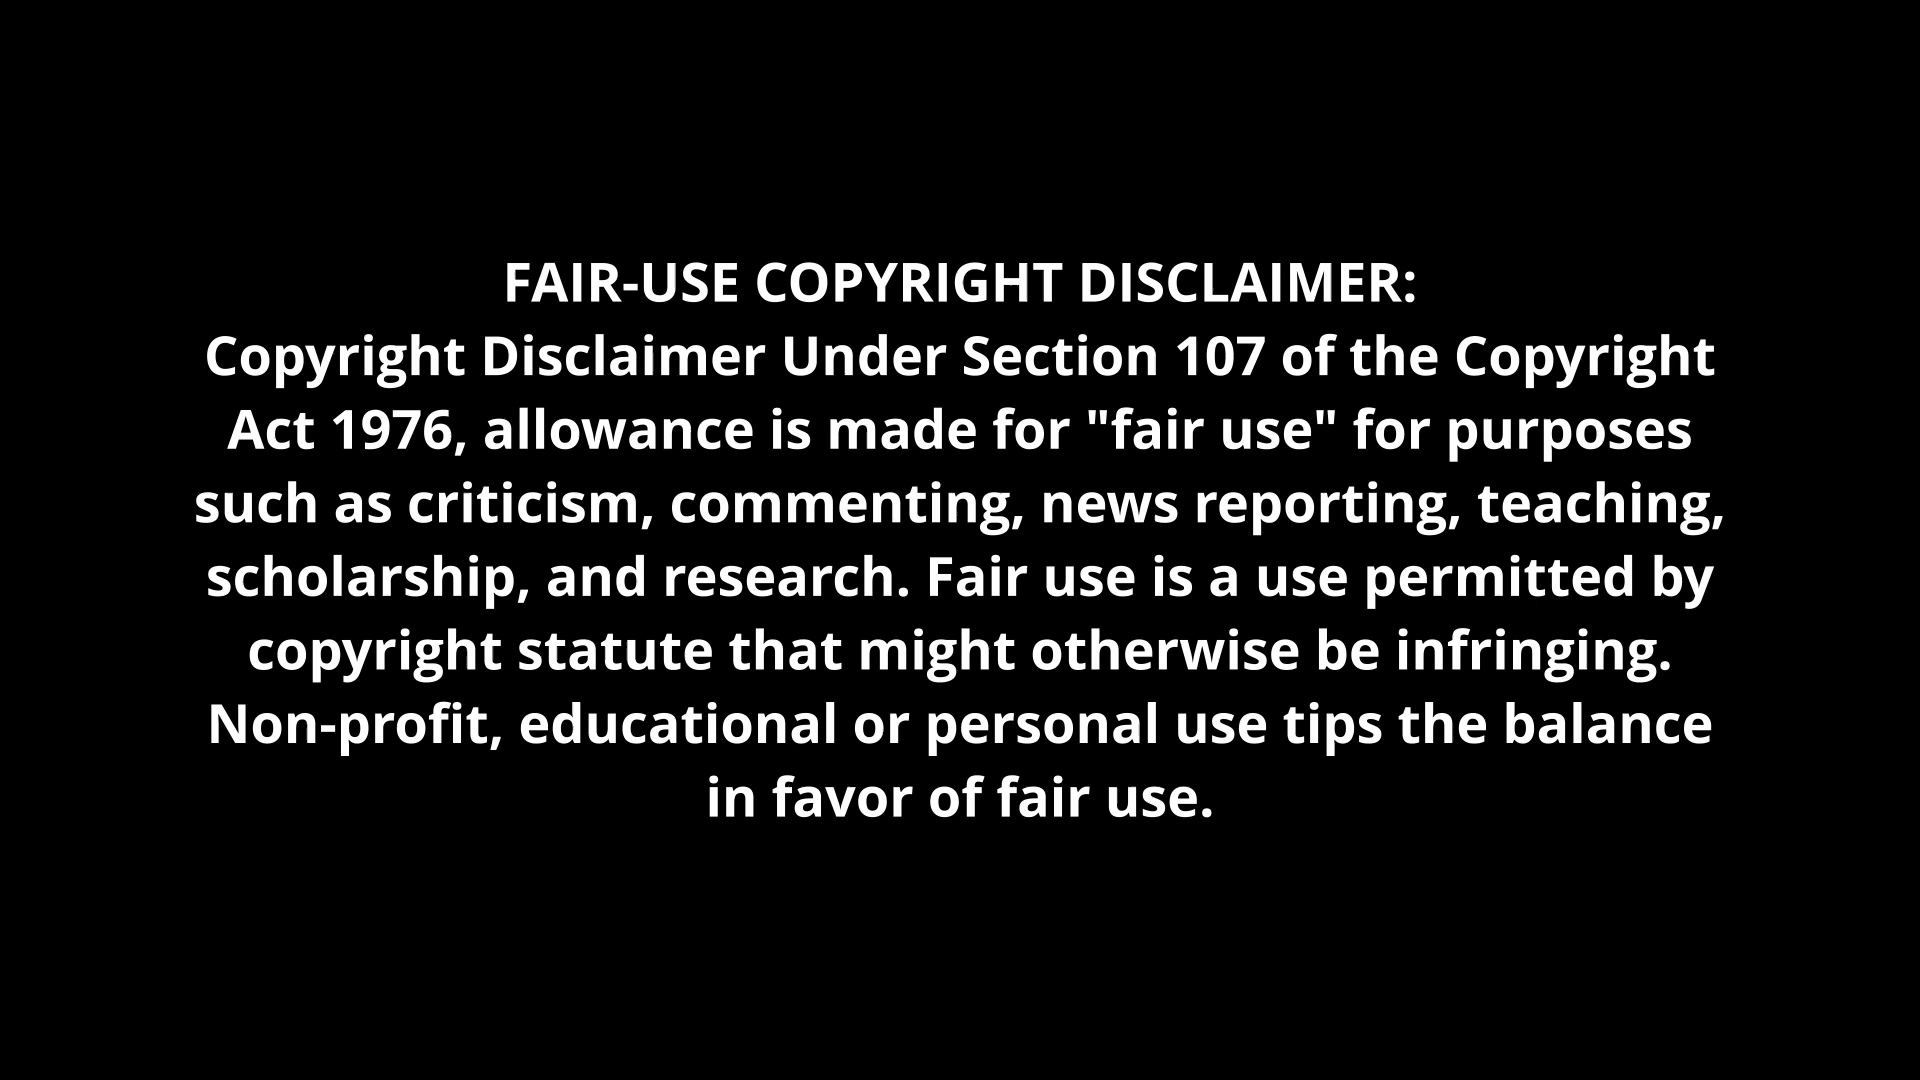 FAIR-USE COPYRIGHT DISCLAIMER:
Copyright Disclaimer Under Section 107 of the Copyright
Act 1976, allowance is made for "fair use" for purposes
such as criticism, commenting, news reporting, teaching,
scholarship, and research. Fair use is a use permitted by
copyright statute that might otherwise be infringing.
Non-profit, educational or personal use tips the balance
in favor of fair use.